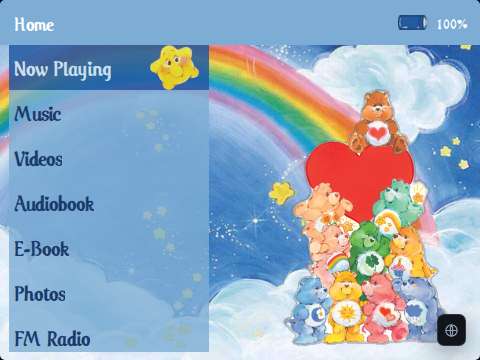 Home
100%
Now Playing
Music
Videos
Audiobook
E-Book
Photos
FM Radio